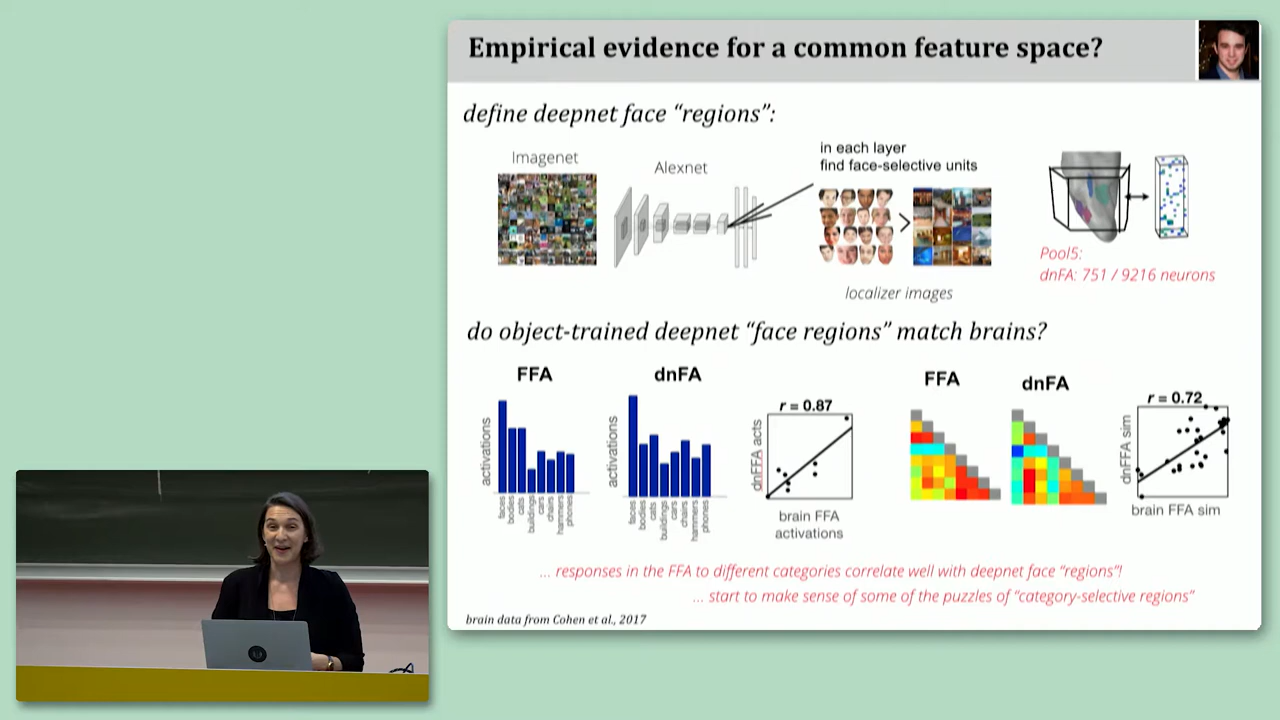 Empirical evidence for a common feature space?
define deepnet face “regions”:
Imagenet
Alexnet
in each layer
find face-selective units
>
localizer images
Pool5:
dnFA: 751 / 9216 neurons
do object-trained deepnet “face regions” match brains?
FFA
activations
faces
bodies
cats
buildings
cars
chairs
hammers
phones
dnFA
activations
faces
bodies
cats
buildings
cars
chairs
hammers
phones
r = 0.87
dnFFA acts
brain FFA
activations
FFA
dnFA
r = 0.72
dnFFA sim
brain FFA sim
... responses in the FFA to different categories correlate well with deepnet face “regions”!
... start to make sense of some of the puzzles of “category-selective regions”
brain data from Cohen et al., 2017